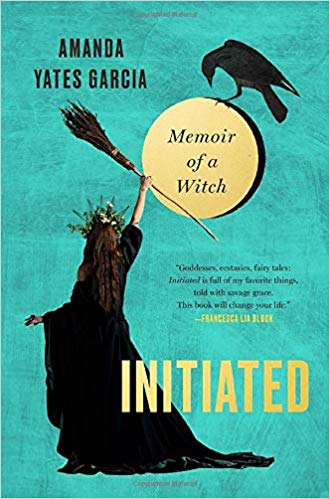 AMANDA
YATES GARCIA
Memoir
of a
Witch
"Goddesses, ecstasies, fairy tales:
Initiated is full of my favorite things,
told with savage grace.
This book will change your life."
—FRANCESCA LIA BLOCK
INITIATED